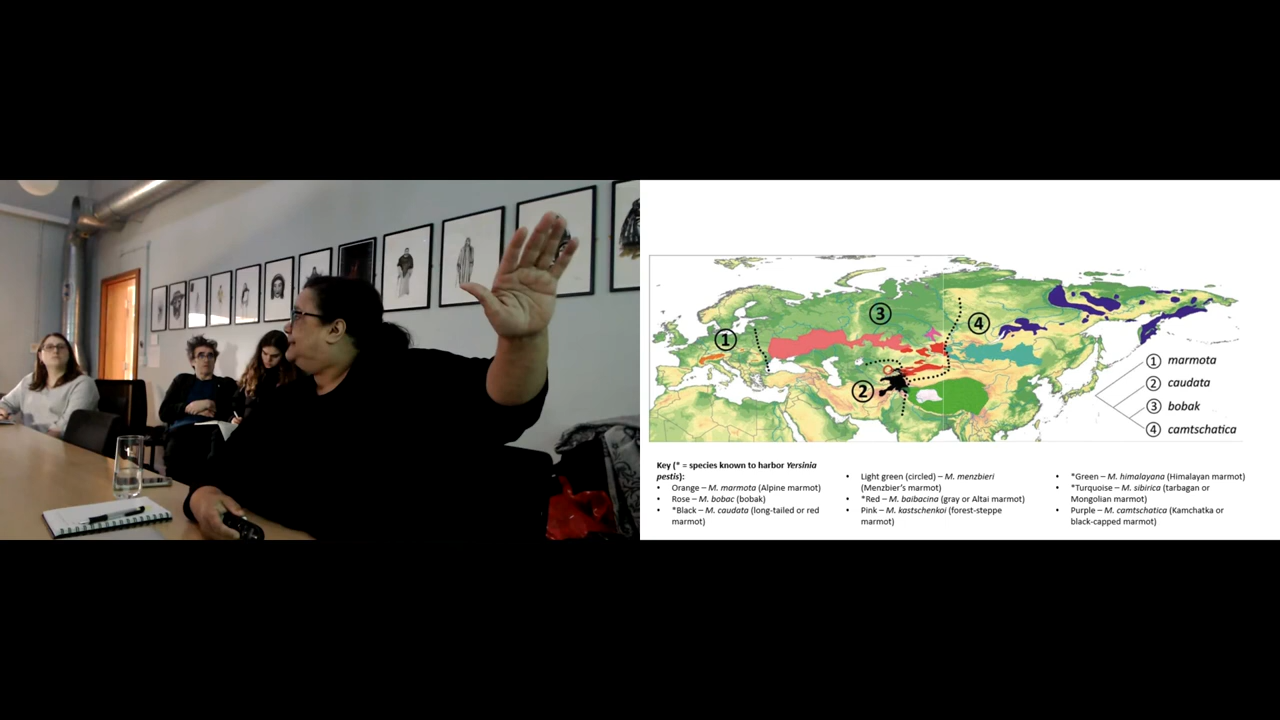 ①
③
④
②
① marmota
② caudata
③ bobak
④ camtschatica
Key (* = species known to harbor Yersinia
pestis):
• Orange – M. marmota (Alpine marmot)
• Rose – M. bobac (bobak)
• *Black – M. caudata (long-tailed or red
marmot)
• Light green (circled) – M. menzbieri
(Menzbier's marmot)
• *Red – M. baibacina (gray or Altai marmot)
• Pink – M. kastschenkoi (forest-steppe
marmot)
• *Green – M. himalayana (Himalayan marmot)
• *Turquoise – M. sibirica (tarbagan or
Mongolian marmot)
• Purple – M. camtschatica (Kamchatka or
black-capped marmot)